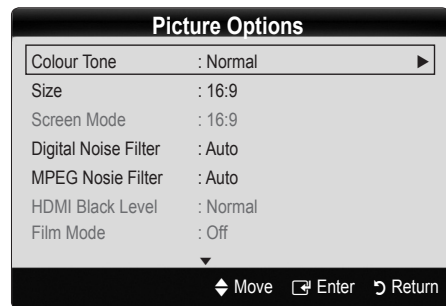 Picture Options
Colour Tone : Normal ►
Size : 16:9
Screen Mode : 16:9
Digital Noise Filter : Auto
MPEG Nosie Filter : Auto
HDMI Black Level : Normal
Film Mode : Off
▼
Move Enter Return